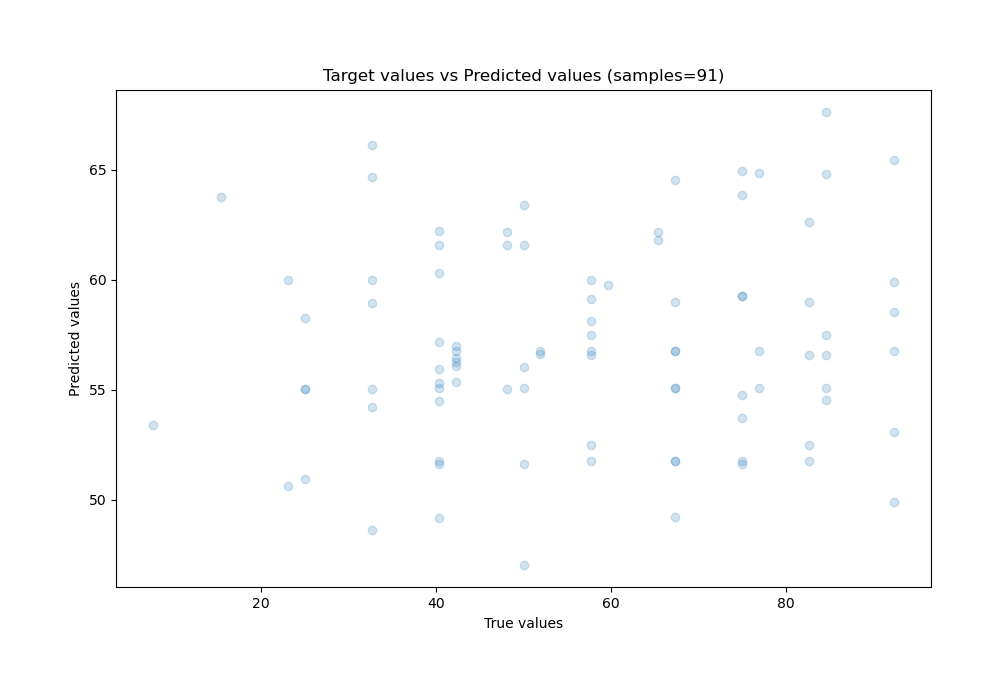 Target values vs Predicted values (samples=91)
65
60
55
50
Predicted values
20 40 60 80
True values